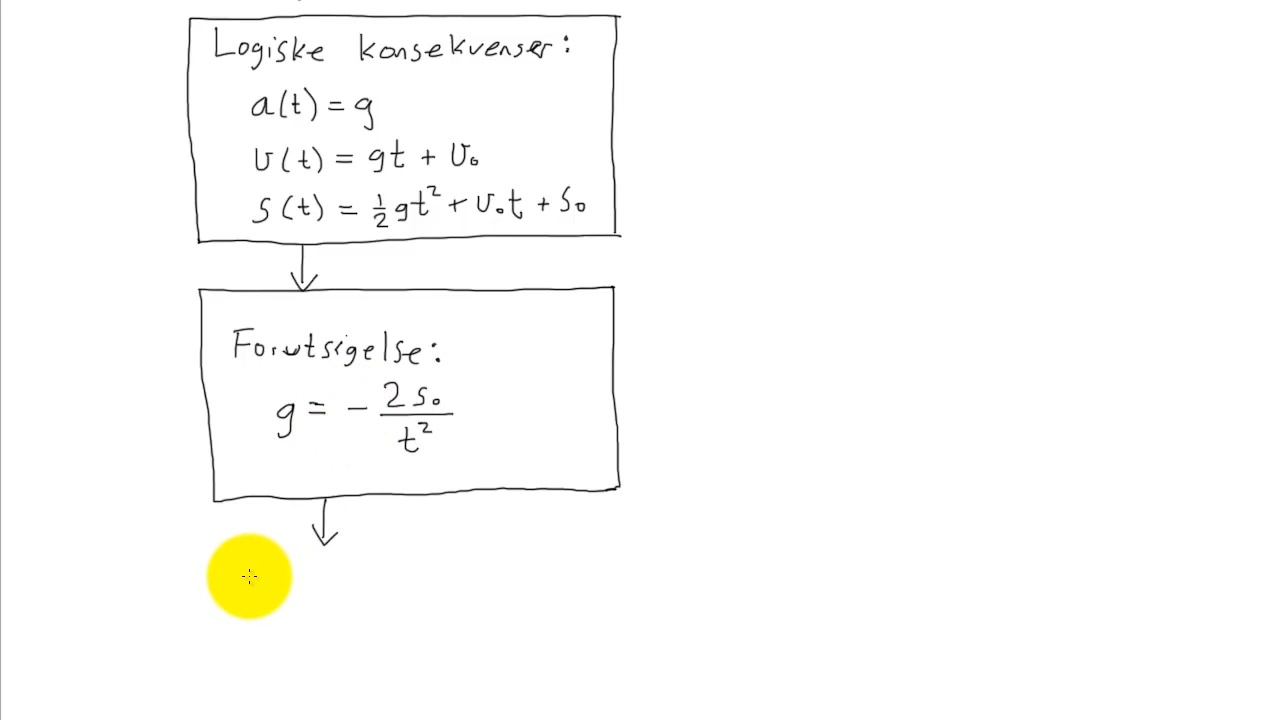 Logiske konsekvenser:
a(t) = g
v(t) = gt + v₀
s(t) = ½gt² + v₀t + s₀
Forutsigelse:
g = - 2s₀/t²